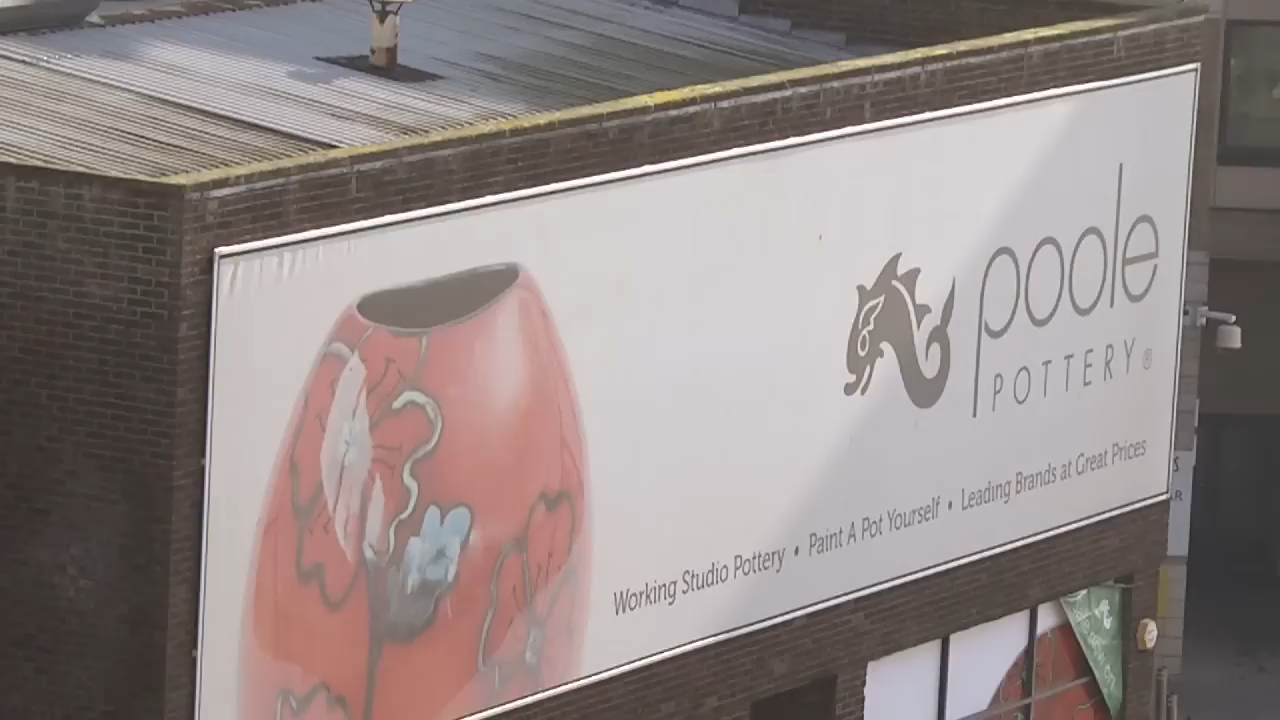 poole
POTTERY®
Working Studio Pottery • Paint A Pot Yourself • Leading Brands at Great Prices